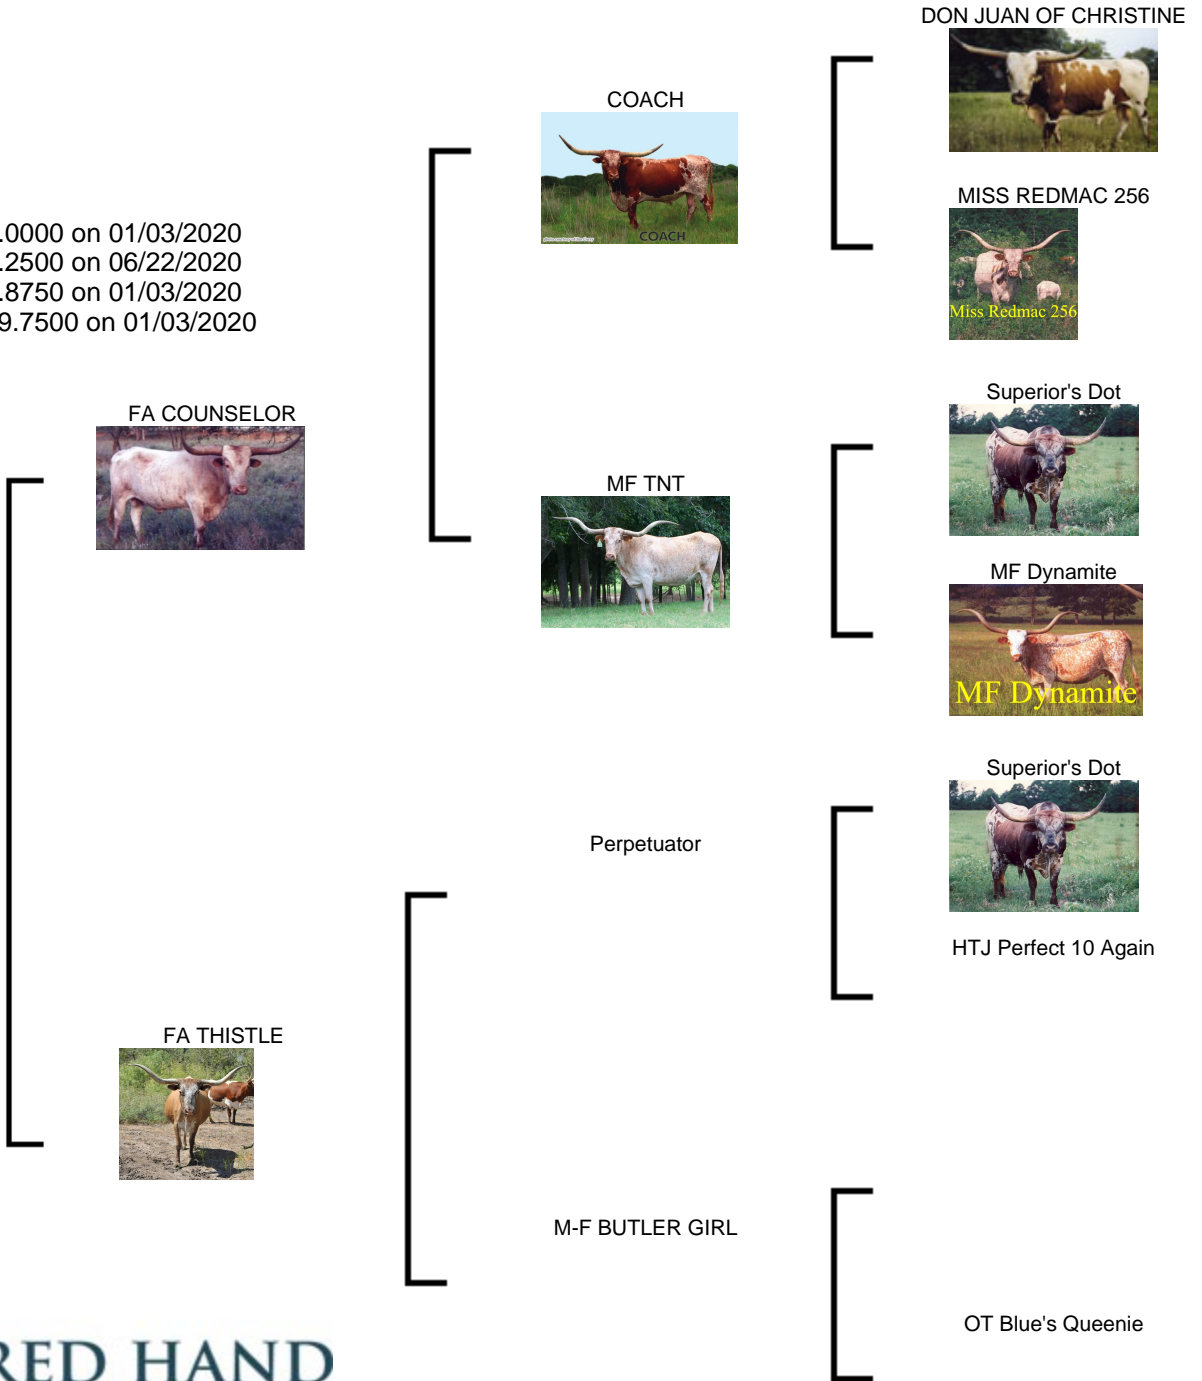 DON JUAN OF CHRISTINE
COACH
COACH
MISS REDMAC 256
Miss Redmac 256
.0000 on 01/03/2020
.2500 on 06/22/2020
.8750 on 01/03/2020
9.7500 on 01/03/2020
FA COUNSELOR
Superior's Dot
MF TNT
MF Dynamite
MF Dynamite
Superior's Dot
Perpetuator
HTJ Perfect 10 Again
FA THISTLE
M-F BUTLER GIRL
OT Blue's Queenie
RED HAND